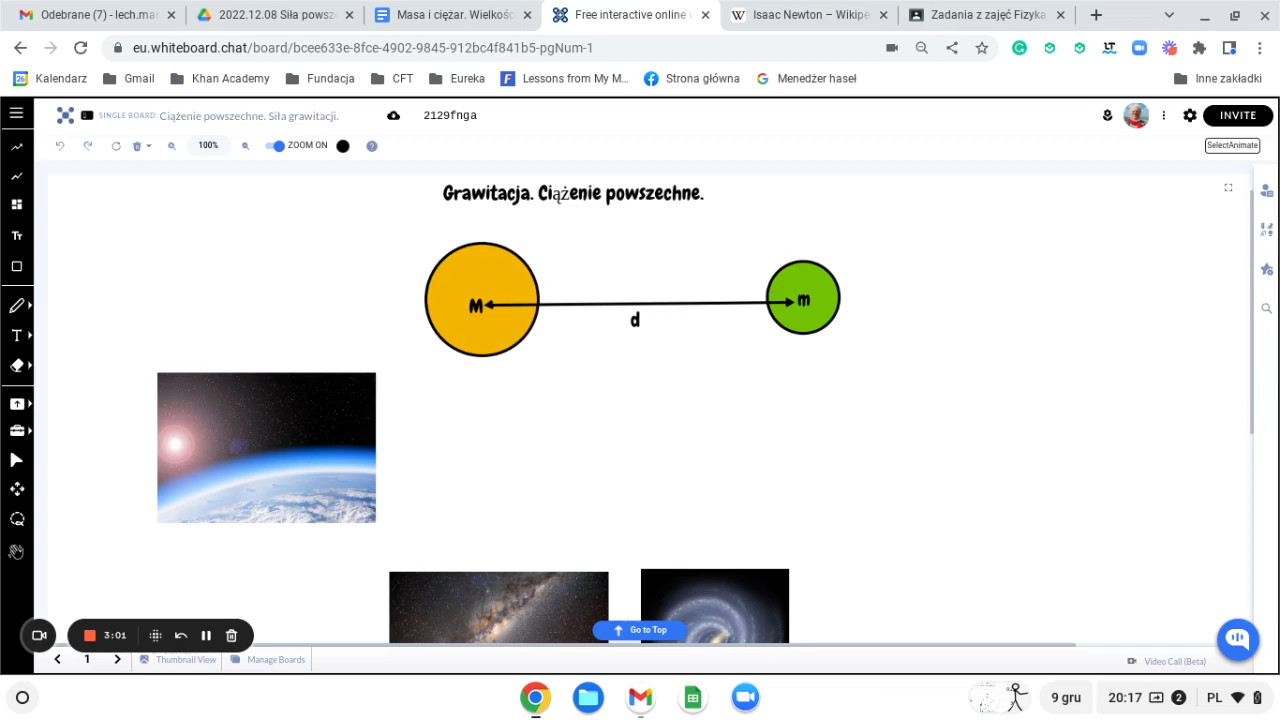 Odebrane (7) - lech.mar
2022.12.08 Siła powsz
Masa i ciężar. Wielkośc
Free interactive online w
Isaac Newton – Wikipe
Zadania z zajęć Fizyka
eu.whiteboard.chat/board/bcee633e-8fce-4902-9845-912bc4f841b5-pgNum-1
26 Kalendarz
Gmail
Khan Academy
Fundacja
CFT
Eureka
Lessons from My M...
Strona główna
Menedżer haseł
Inne zakładki
SINGLE BOARD: Ciążenie powszechne. Siła grawitacji.
2129fnga
INVITE
100%
ZOOM ON
SelectAnimate
Grawitacja. Ciążenie powszechne.
M
m
d
Go to Top
3:01
1
Thumbnail View
Manage Boards
Video Call (Beta)
9 gru
20:17
2
PL